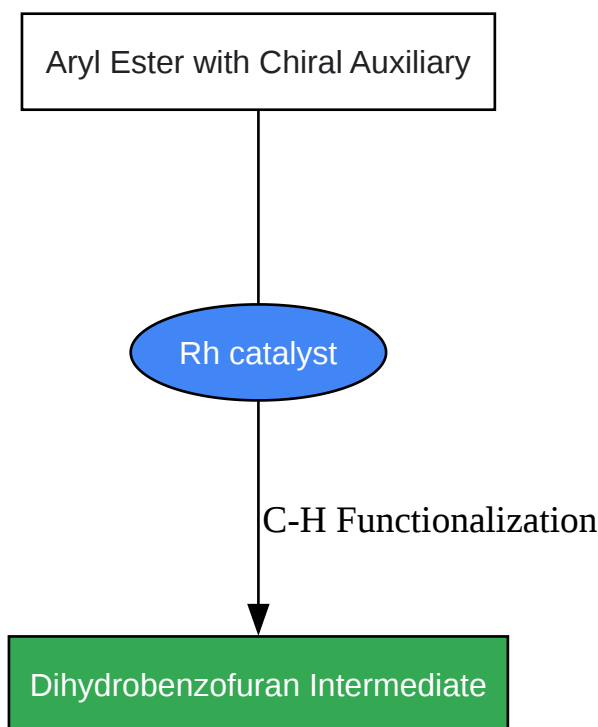 Aryl Ester with Chiral Auxiliary
Rh catalyst
C-H Functionalization
Dihydrobenzofuran Intermediate